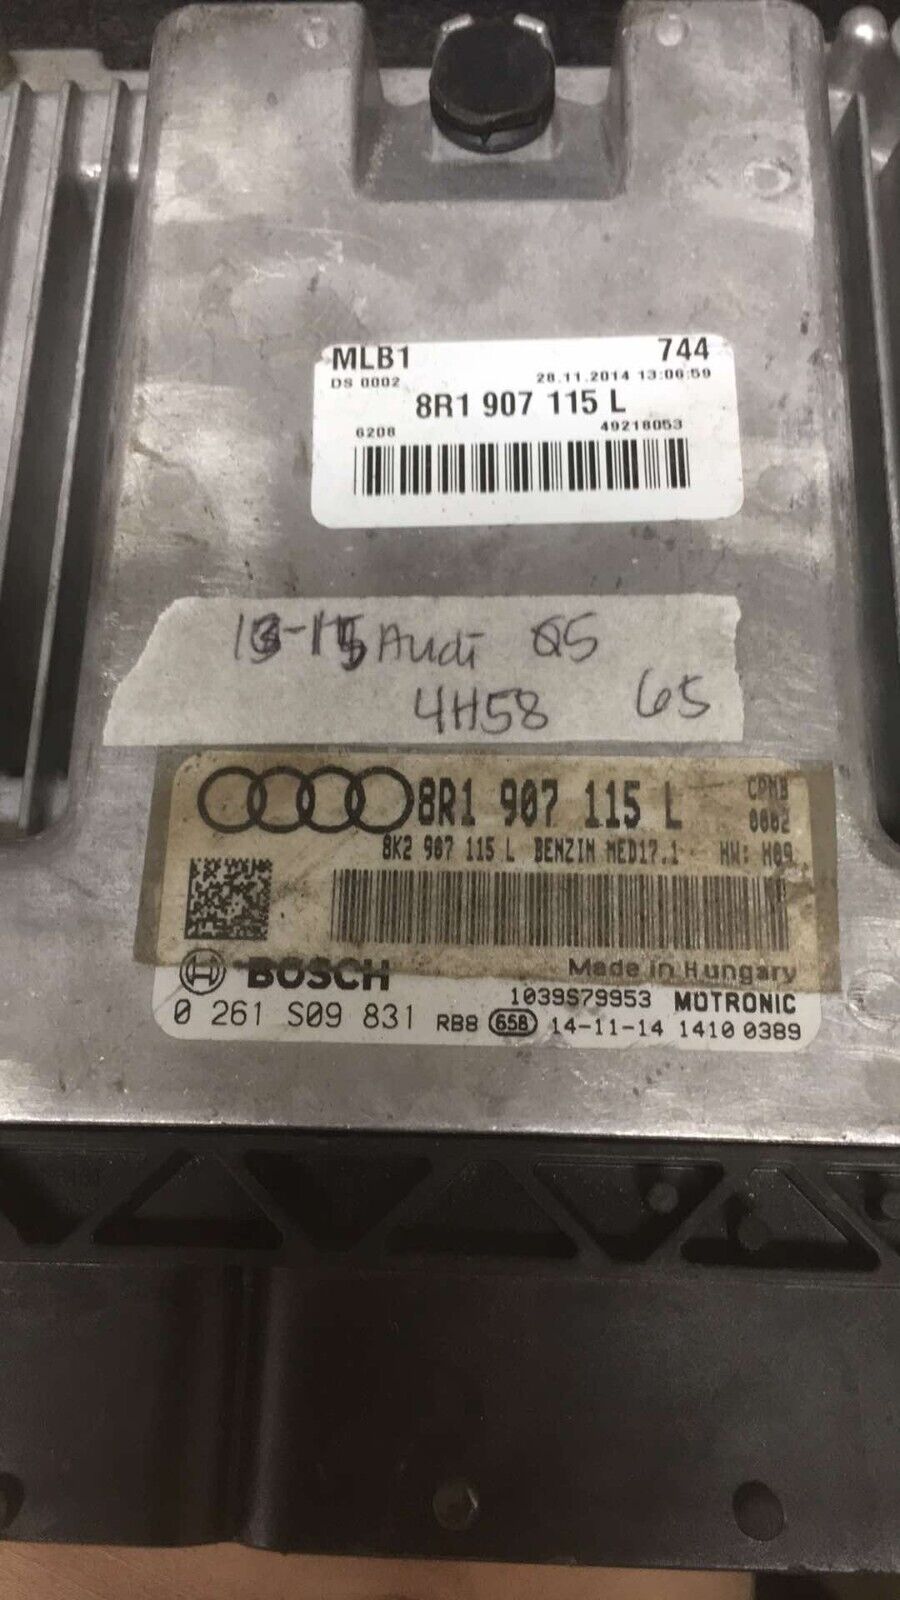 MLB1 744
DS 0002 28.11.2014 13:06:59
8R1 907 115 L
6208 49218053
13-15 Audi Q5
4H58 65
8R1 907 115 L CPMB
0002
8K2 907 115 L BENZIN MED17.1 HW: H09
BOSCH Made in Hungary
1039S79953 MOTRONIC
0 261 S09 831 RB8 658 14-11-14 1410 0389